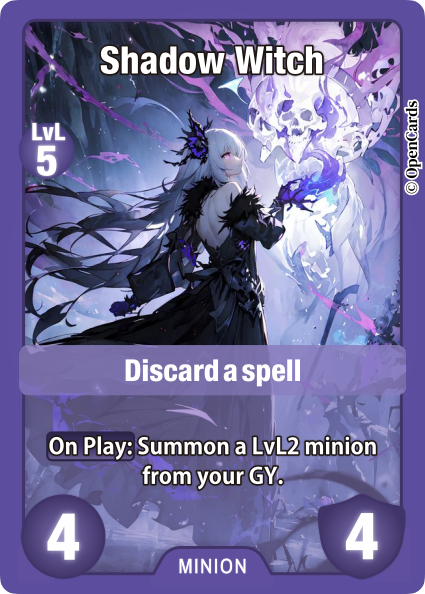 Shadow Witch
LvL
5
© OpenCards
Discard a spell
On Play: Summon a LvL2 minion
from your GY.
4
4
MINION